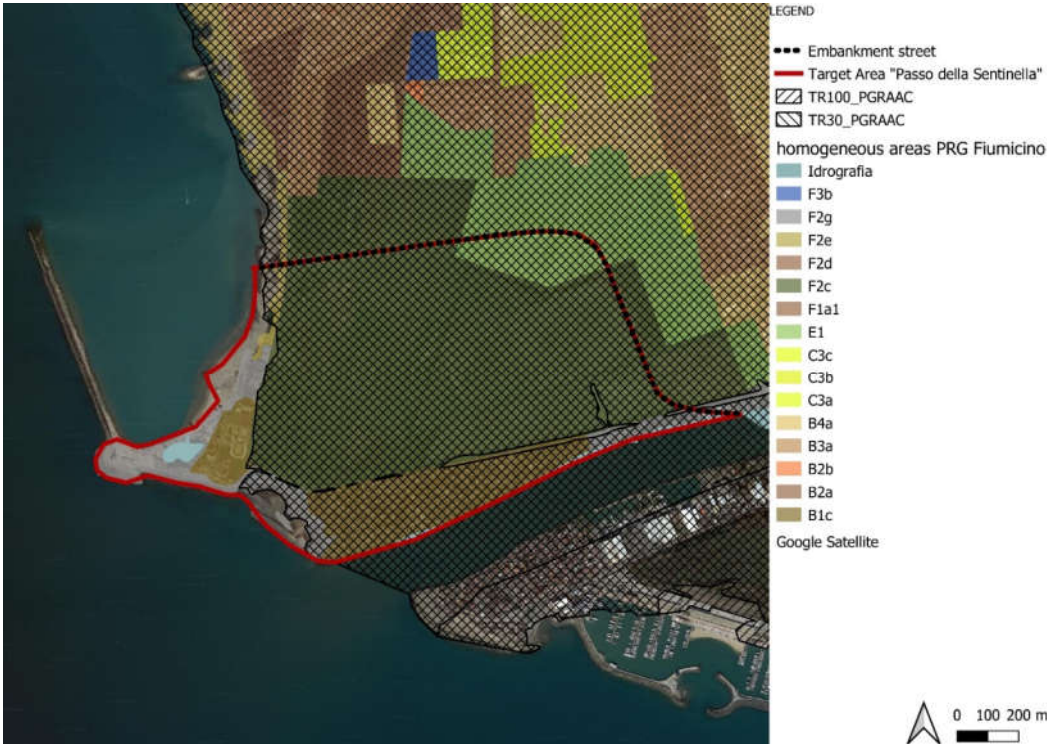 LEGEND
Embankment street
Target Area "Passo della Sentinella"
TR100_PGRAAC
TR30_PGRAAC
homogeneous areas PRG Fiumicino
Idrografia
F3b
F2g
F2e
F2d
F2c
F1a1
E1
C3c
C3b
C3a
B4a
B3a
B2b
B2a
B1c
Google Satellite
0 100 200 m